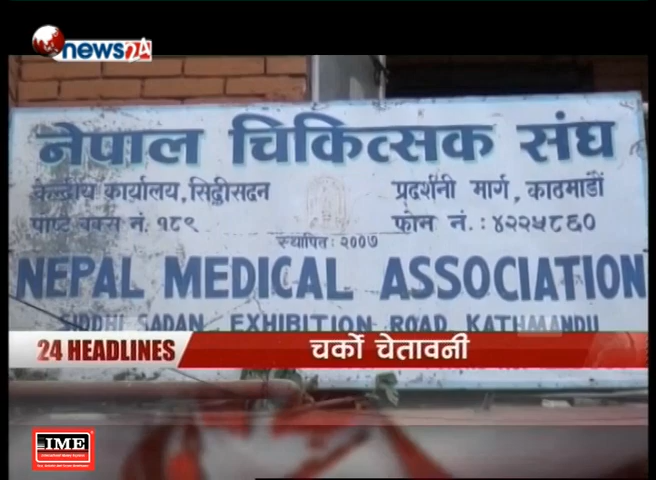 news24
नेपाल चिकित्सक संघ
केन्द्रीय कार्यालय, सिद्धीसदन
प्रदर्शनी मार्ग, काठमाडौं
पोष्ट बक्स नं. १८९
फोन नं. : ४२२५८६०
स्थापित: २००७
NEPAL MEDICAL ASSOCIATION
SIDDHI SADAN, EXHIBITION ROAD, KATHMANDU
24 HEADLINES
चर्को चेतावनी
IME